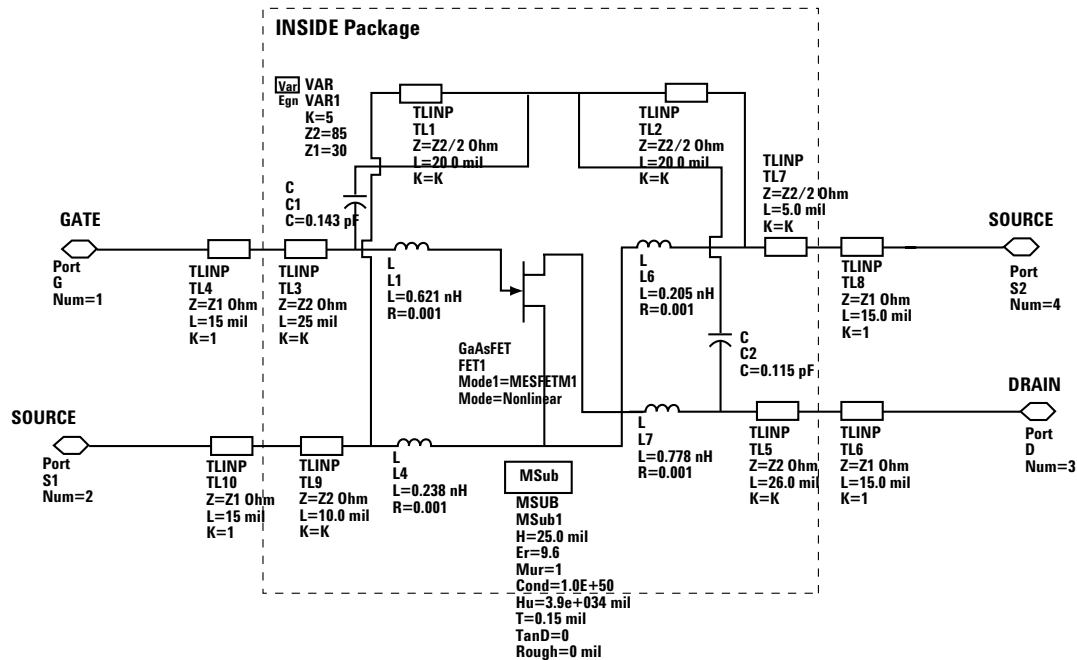 INSIDE Package
Var
Egn
VAR
VAR1
K=5
Z2=85
Z1=30
TLINP
TL1
Z=Z2/2 Ohm
L=20 0 mil
K=K
TLINP
TL2
Z=Z2/2 Ohm
L=20 0 mil
K=K
TLINP
TL7
Z=Z2/2 Ohm
L=5.0 mil
K=K
C
C1
C=0.143 pF
GATE
Port
G
Num=1
TLINP
TL4
Z=Z1 Ohm
L=15 mil
K=1
TLINP
TL3
Z=Z2 Ohm
L=25 mil
K=K
L
L1
L=0.621 nH
R=0.001
GaAsFET
FET1
Mode1=MESFETM1
Mode=Nonlinear
L
L6
L=0.205 nH
R=0.001
C
C2
C=0.115 pF
TLINP
TL8
Z=Z1 Ohm
L=15.0 mil
K=1
SOURCE
Port
S2
Num=4
SOURCE
Port
S1
Num=2
TLINP
TL10
Z=Z1 Ohm
L=15 mil
K=1
TLINP
TL9
Z=Z2 Ohm
L=10.0 mil
K=K
L
L4
L=0.238 nH
R=0.001
MSub
MSUB
MSub1
H=25.0 mil
Er=9.6
Mur=1
Cond=1.0E+50
Hu=3.9e+034 mil
T=0.15 mil
TanD=0
Rough=0 mil
L
L7
L=0.778 nH
R=0.001
TLINP
TL5
Z=Z2 Ohm
L=26.0 mil
K=K
TLINP
TL6
Z=Z1 Ohm
L=15.0 mil
K=1
DRAIN
Port
D
Num=3